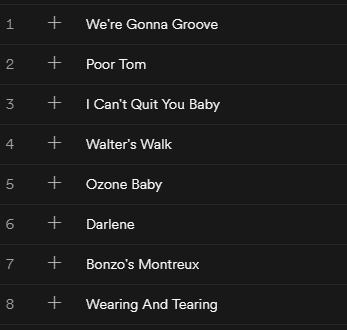 1 + We're Gonna Groove
2 + Poor Tom
3 + I Can't Quit You Baby
4 + Walter's Walk
5 + Ozone Baby
6 + Darlene
7 + Bonzo's Montreux
8 + Wearing And Tearing